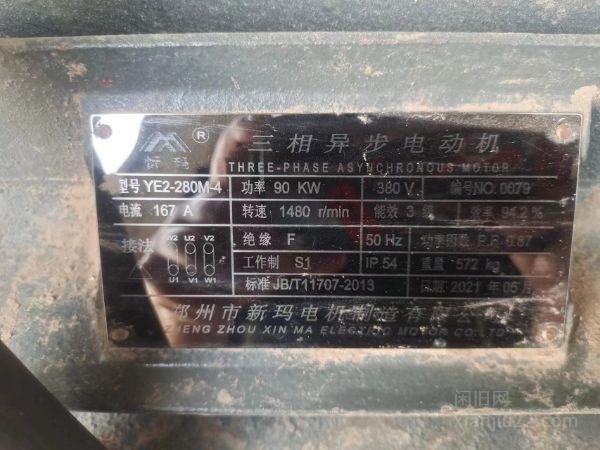 新玛 ® 三相异步电动机
THREE-PHASE ASYNCHRONOUS MOTOR
型号 YE2-280M-4 功率 90 KW 380 V 编号NO. 0079
电流 167 A 转速 1480 r/min 能效 3 级 效率 94.2 %
接法 W2 U2 V2 绝缘 F 50 Hz 功率因数 P.F 0.87
U1 V1 W1 工作制 S1 IP 54 重量 572 kg
标准 JB/T11707-2013 日期 2021 年 05 月
郑州市新玛电机制造有限公司
ZHENG ZHOU XIN MA ELECTRIC MOTOR CO.LTD
闲旧网